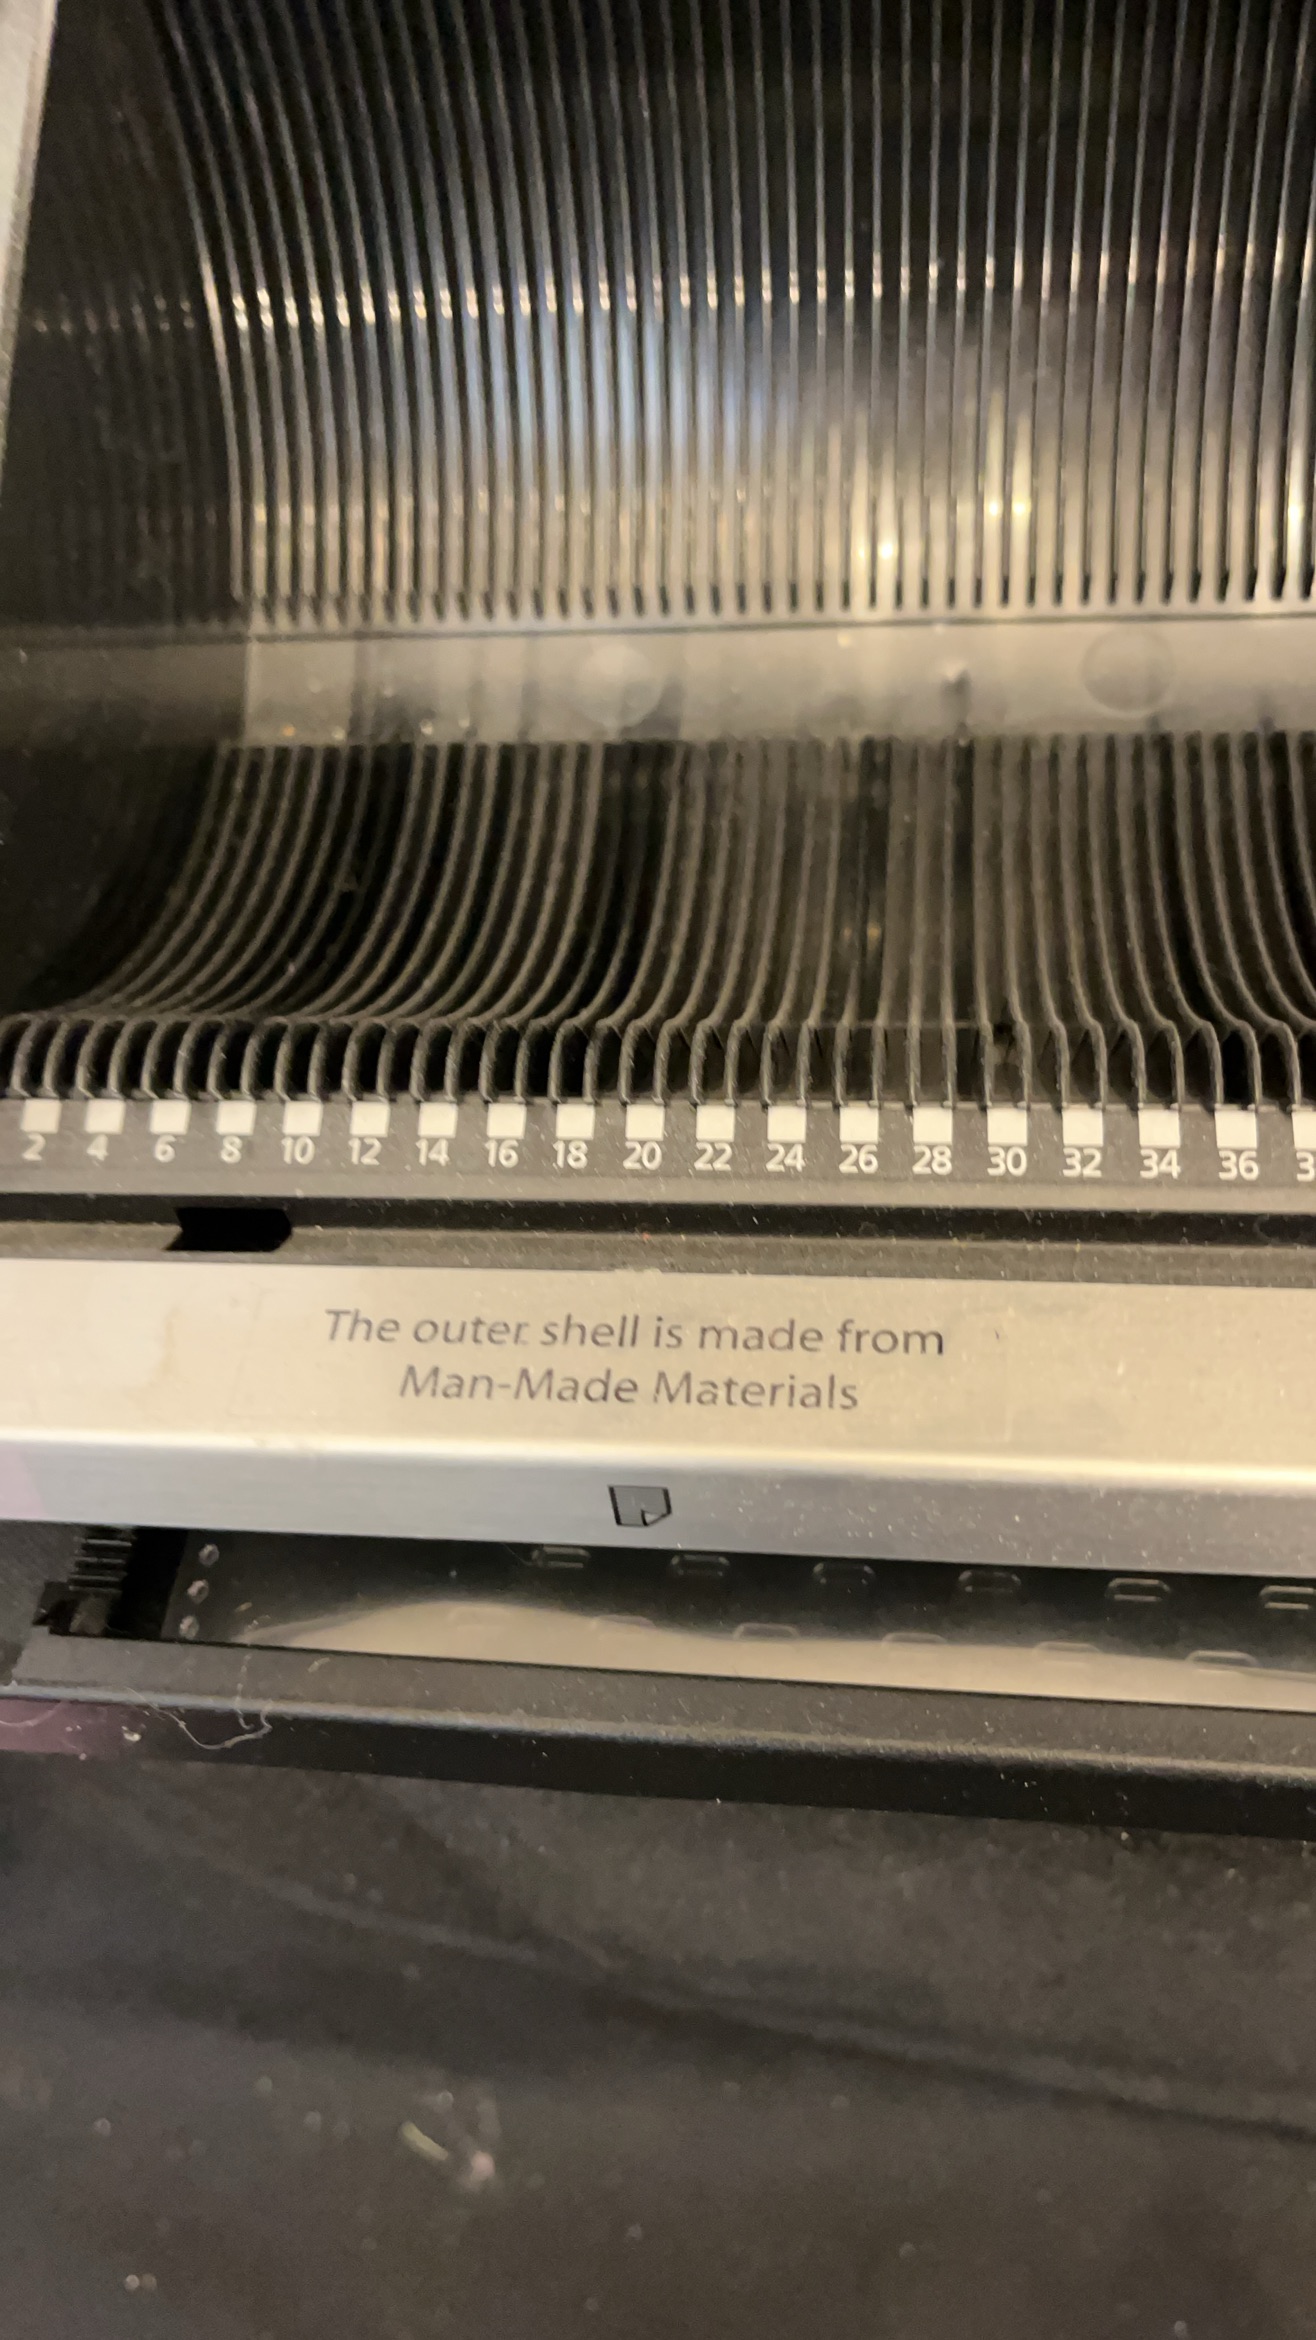 2 4 6 8 10 12 14 16 18 20 22 24 26 28 30 32 34 36
The outer shell is made from
Man-Made Materials